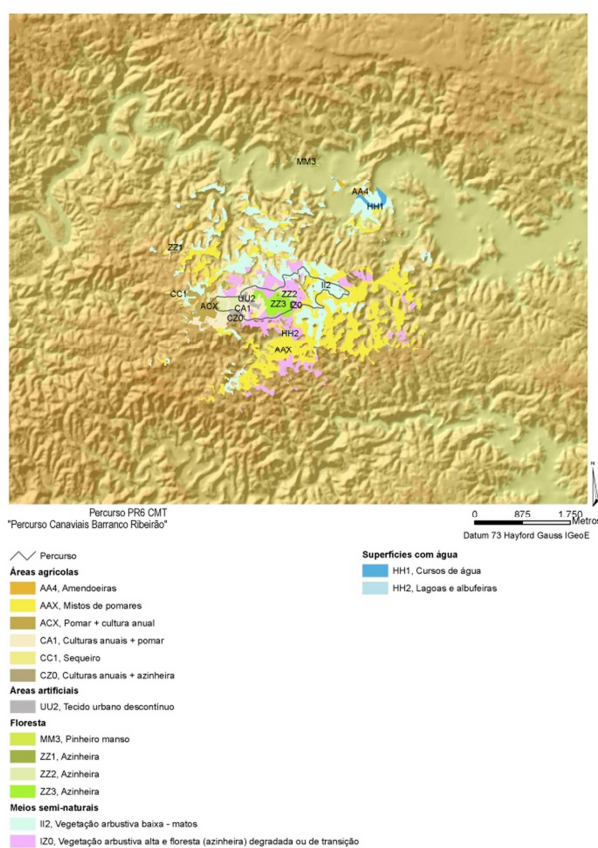 MM3
AA4
HH1
ZZ1
II2
CC1
ZZ2
UU2
ACX
ZZ3
IZ0
CA1
CZ0
HH2
AAX
N
Percurso PR6 CMT
"Percurso Canaviais Barranco Ribeirão"
0 875 1.750
Metros
Datum 73 Hayford Gauss IGeoE
Percurso
Áreas agrícolas
AA4, Amendoeiras
AAX, Mistos de pomares
ACX, Pomar + cultura anual
CA1, Culturas anuais + pomar
CC1, Sequeiro
CZ0, Culturas anuais + azinheira
Áreas artificiais
UU2, Tecido urbano descontínuo
Floresta
MM3, Pinheiro manso
ZZ1, Azinheira
ZZ2, Azinheira
ZZ3, Azinheira
Meios semi-naturais
II2, Vegetação arbustiva baixa - matos
IZ0, Vegetação arbustiva alta e floresta (azinheira) degradada ou de transição
Superfícies com água
HH1, Cursos de água
HH2, Lagoas e albufeiras